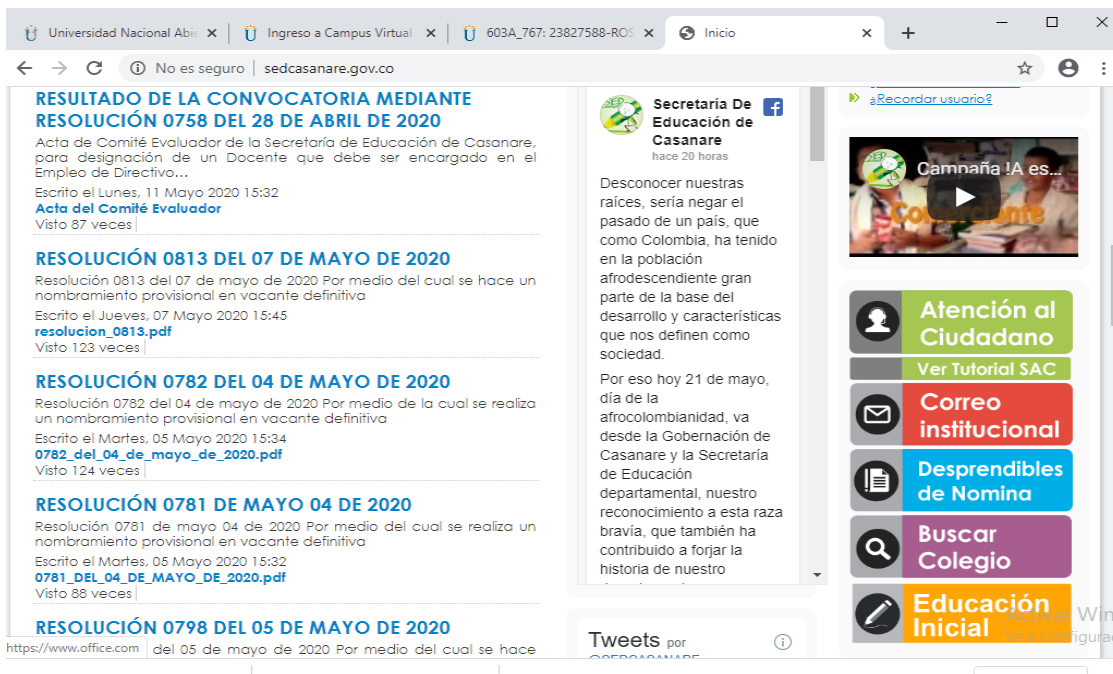 Universidad Nacional Abie
Ingreso a Campus Virtual
603A_767: 23827588-ROS
Inicio
No es seguro | sedcasanare.gov.co
RESULTADO DE LA CONVOCATORIA MEDIANTE
RESOLUCIÓN 0758 DEL 28 DE ABRIL DE 2020
Acta de Comité Evaluador de la Secretaría de Educación de Casanare,
para designación de un Docente que debe ser encargado en el
Empleo de Directivo...
Escrito el Lunes, 11 Mayo 2020 15:32
Acta del Comité Evaluador
Visto 87 veces
RESOLUCIÓN 0813 DEL 07 DE MAYO DE 2020
Resolución 0813 del 07 de mayo de 2020 Por medio del cual se hace un
nombramiento provisional en vacante definitiva
Escrito el Jueves, 07 Mayo 2020 15:45
resolucion_0813.pdf
Visto 123 veces
RESOLUCIÓN 0782 DEL 04 DE MAYO DE 2020
Resolución 0782 del 04 de mayo de 2020 Por medio de la cual se realiza
un nombramiento provisional en vacante definitiva
Escrito el Martes, 05 Mayo 2020 15:34
0782_del_04_de_mayo_de_2020.pdf
Visto 124 veces
RESOLUCIÓN 0781 DE MAYO 04 DE 2020
Resolución 0781 de mayo 04 de 2020 Por medio del cual se realiza un
nombramiento provisional en vacante definitiva
Escrito el Martes, 05 Mayo 2020 15:32
0781_DEL_04_DE_MAYO_DE_2020.pdf
Visto 88 veces
RESOLUCIÓN 0798 DEL 05 DE MAYO DE 2020
https://www.office.com
del 05 de mayo de 2020 Por medio del cual se hace
Secretaría De
Educación de
Casanare
hace 20 horas
Desconocer nuestras
raíces, sería negar el
pasado de un país, que
como Colombia, ha tenido
en la población
afrodescendiente gran
parte de la base del
desarrollo y características
que nos definen como
sociedad.
Por eso hoy 21 de mayo,
día de la
afrocolombianidad, va
desde la Gobernación de
Casanare y la Secretaría
de Educación
departamental, nuestro
reconocimiento a esta raza
bravía, que también ha
contribuido a forjar la
historia de nuestro
Tweets por
@SEDCASANARE
¿Recordar usuario?
Campaña !A es...
Comerciante
Atención al
Ciudadano
Ver Tutorial SAC
Correo
institucional
Desprendibles
de Nomina
Buscar
Colegio
Educación
Inicial
Activar Win